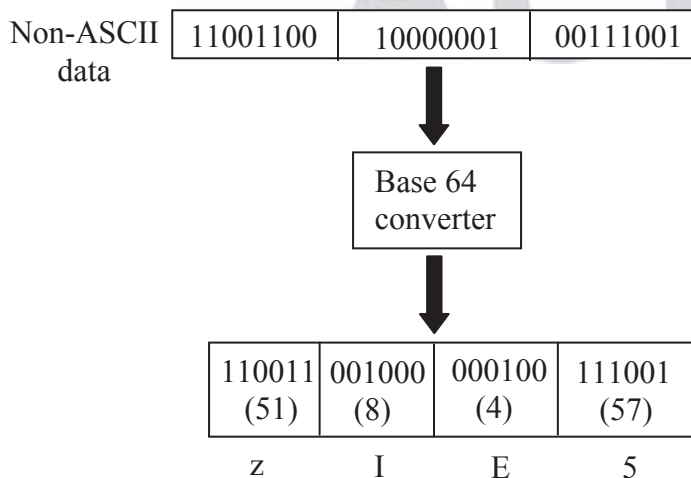 Non-ASCII data
11001100 10000001 00111001
Base 64
converter
110011 001000 000100 111001
(51) (8) (4) (57)
z I E 5